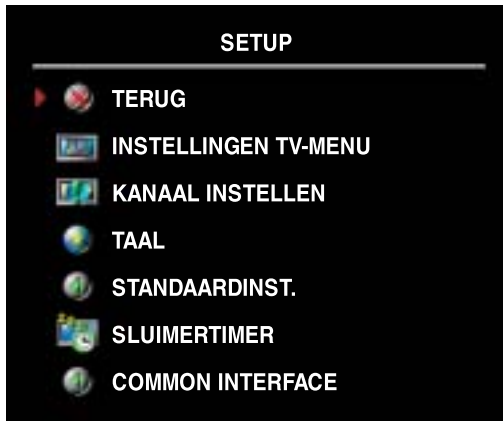 SETUP
TERUG
INSTELLINGEN TV-MENU
KANAAL INSTELLEN
TAAL
STANDAARDINST.
SLUIMERTIMER
COMMON INTERFACE